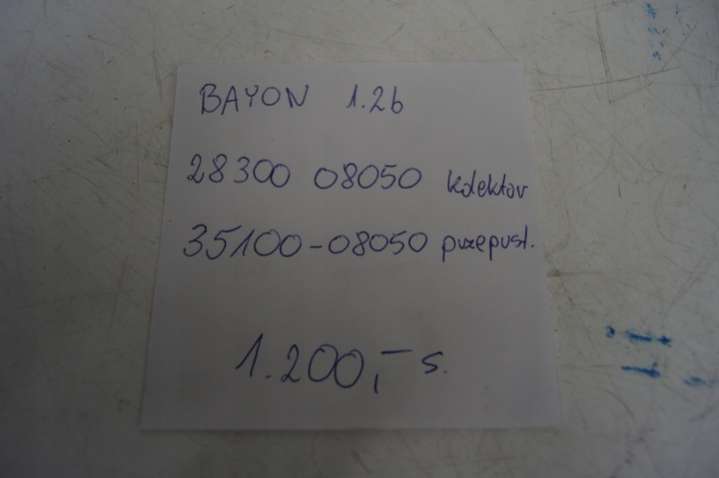 BAYON 1.2b
28300 08050 kolektor
35100-08050 przepust.
1.200,- s.